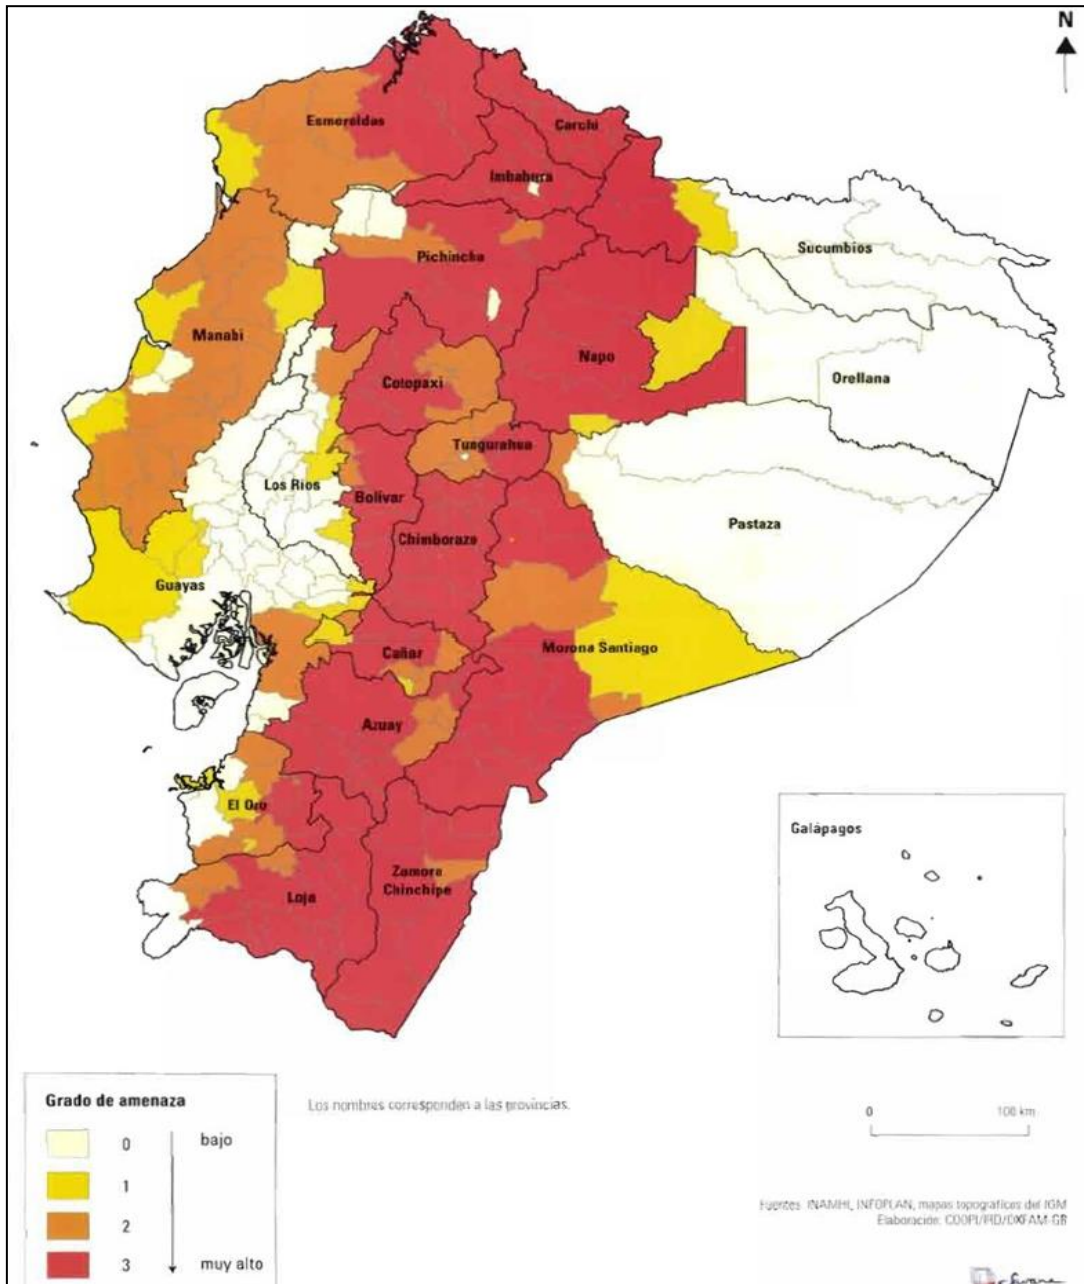 N
Esmeraldas
Carchi
Imbabura
Sucumbios
Pichincha
Manabi
Napo
Orellana
Cotopaxi
Tungurahua
Los Rios
Bolívar
Pastaza
Chimborazo
Guayas
Cañar
Morona Santiago
Azuay
El Oro
Galápagos
Zamora
Chinchipe
Loja
Grado de amenaza
0 bajo
1
2
3 muy alto
Los nombres corresponden a las provincias.
0 100 km
Fuentes: INAMHI, INFOPLAN, mapas topográficos del IGM
Elaboración: COOPI/IRD/OXFAM-GB